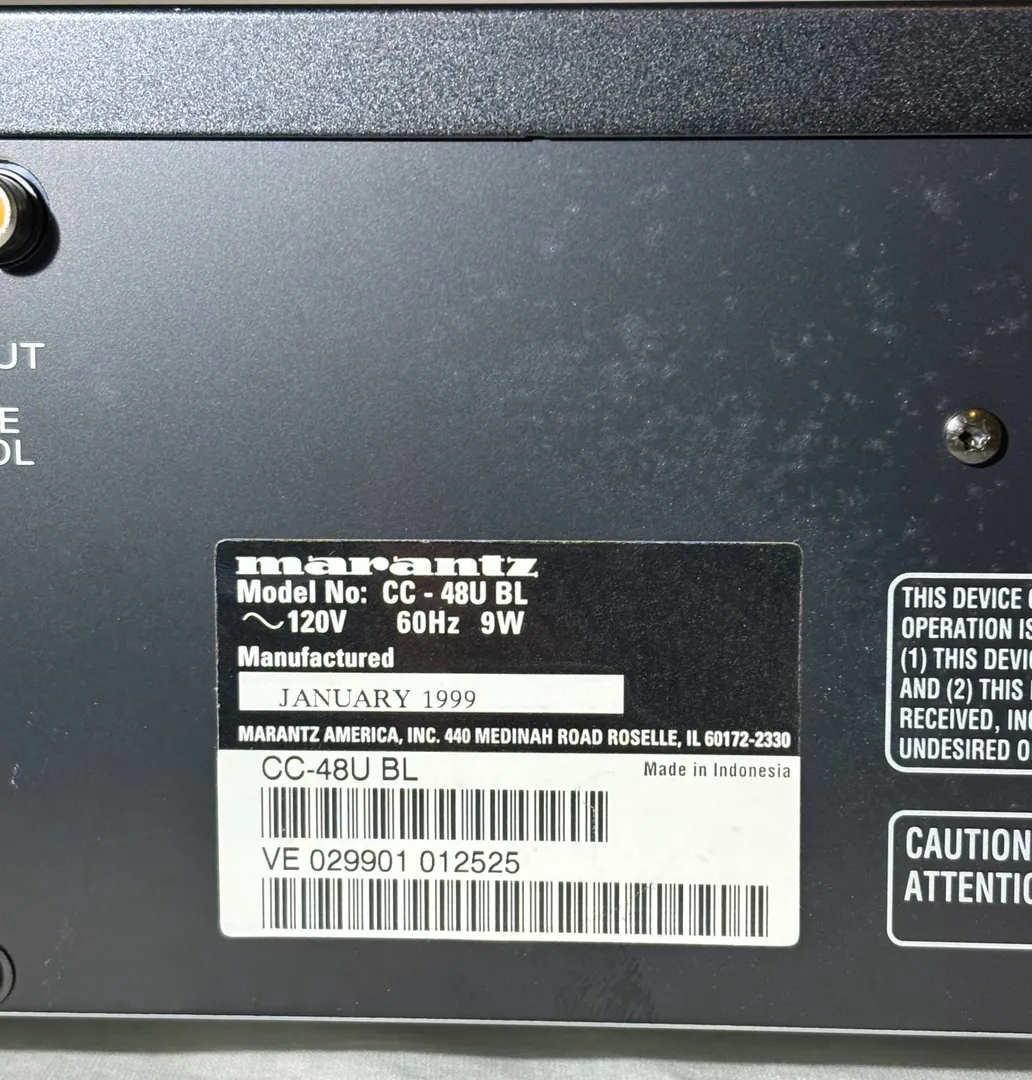 UT
E
OL
marantz
Model No: CC - 48U BL
~120V 60Hz 9W
Manufactured
JANUARY 1999
MARANTZ AMERICA, INC. 440 MEDINAH ROAD ROSELLE, IL 60172-2330
CC-48U BL
Made in Indonesia
VE 029901 012525
THIS DEVICE
OPERATION IS
(1) THIS DEVI
AND (2) THIS
RECEIVED, IN
UNDESIRED O
CAUTION
ATTENTIO